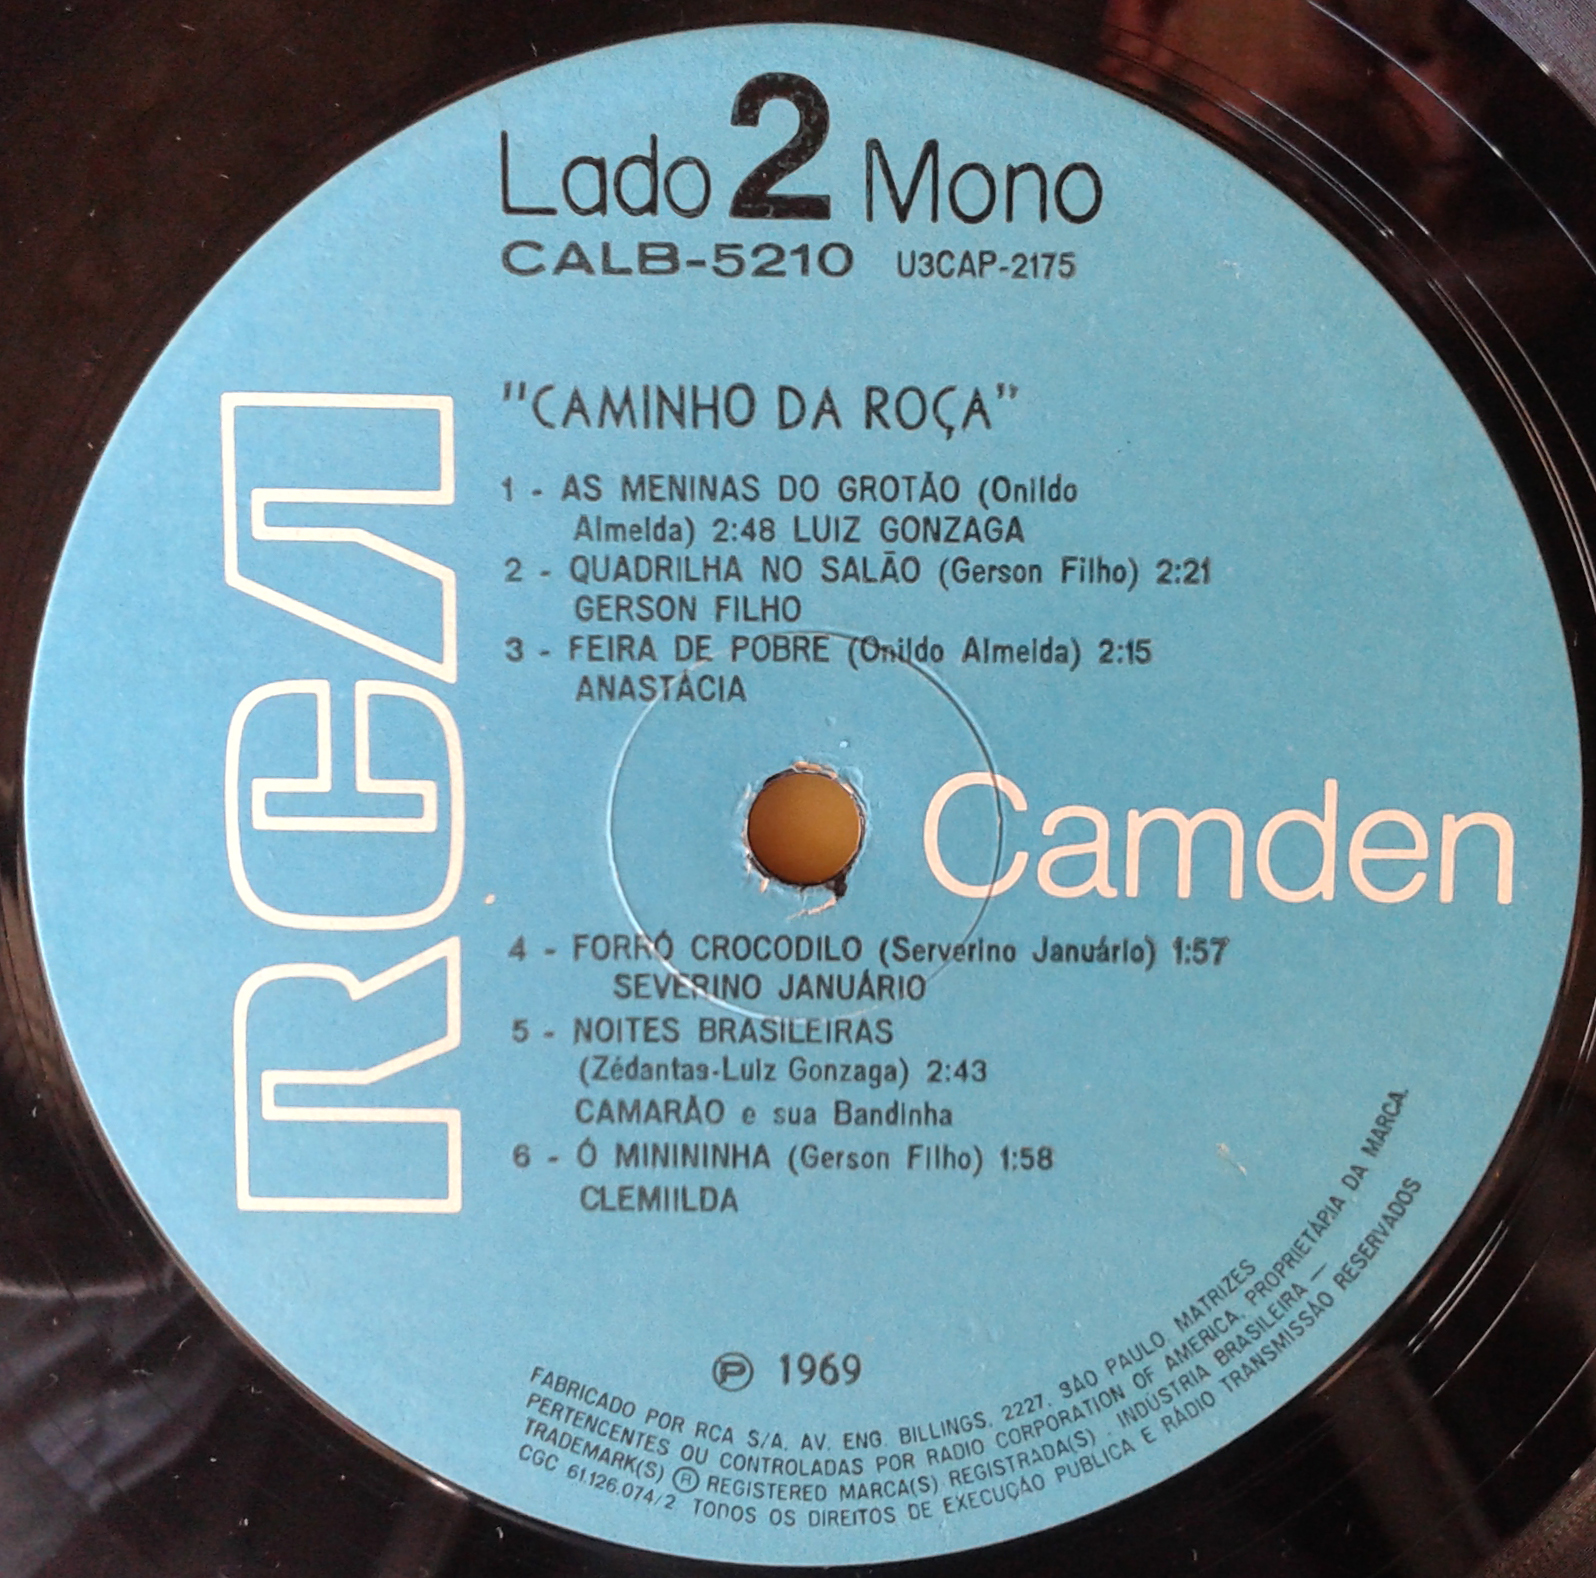 Lado 2 Mono
CALB-5210 U3CAP-2175
"CAMINHO DA ROÇA"
1 - AS MENINAS DO GROTÃO (Onildo
Almeida) 2:48 LUIZ GONZAGA
2 - QUADRILHA NO SALÃO (Gerson Filho) 2:21
GERSON FILHO
3 - FEIRA DE POBRE (Onildo Almeida) 2:15
ANASTÁCIA
RCA
Camden
4 - FORRÓ CROCODILO (Serverino Januário) 1:57
SEVERINO JANUÁRIO
5 - NOITES BRASILEIRAS
(Zédantas-Luiz Gonzaga) 2:43
CAMARÃO e sua Bandinha
6 - Ó MINININHA (Gerson Filho) 1:58
CLEMIILDA
Ⓟ 1969
FABRICADO POR RCA S/A. AV. ENG. BILLINGS. 2227. SÃO PAULO. MATRIZES
PERTENCENTES OU CONTROLADAS POR RADIO CORPORATION OF AMERICA. PROPRIETÁRIA DA MARCA.
TRADEMARK(S) ® REGISTERED MARCA(S) REGISTRADA(S) - INDÚSTRIA BRASILEIRA —
CGC 61.126.074/2 TODOS OS DIREITOS DE EXECUÇÃO PUBLICA E RÁDIO TRANSMISSÃO RESERVADOS